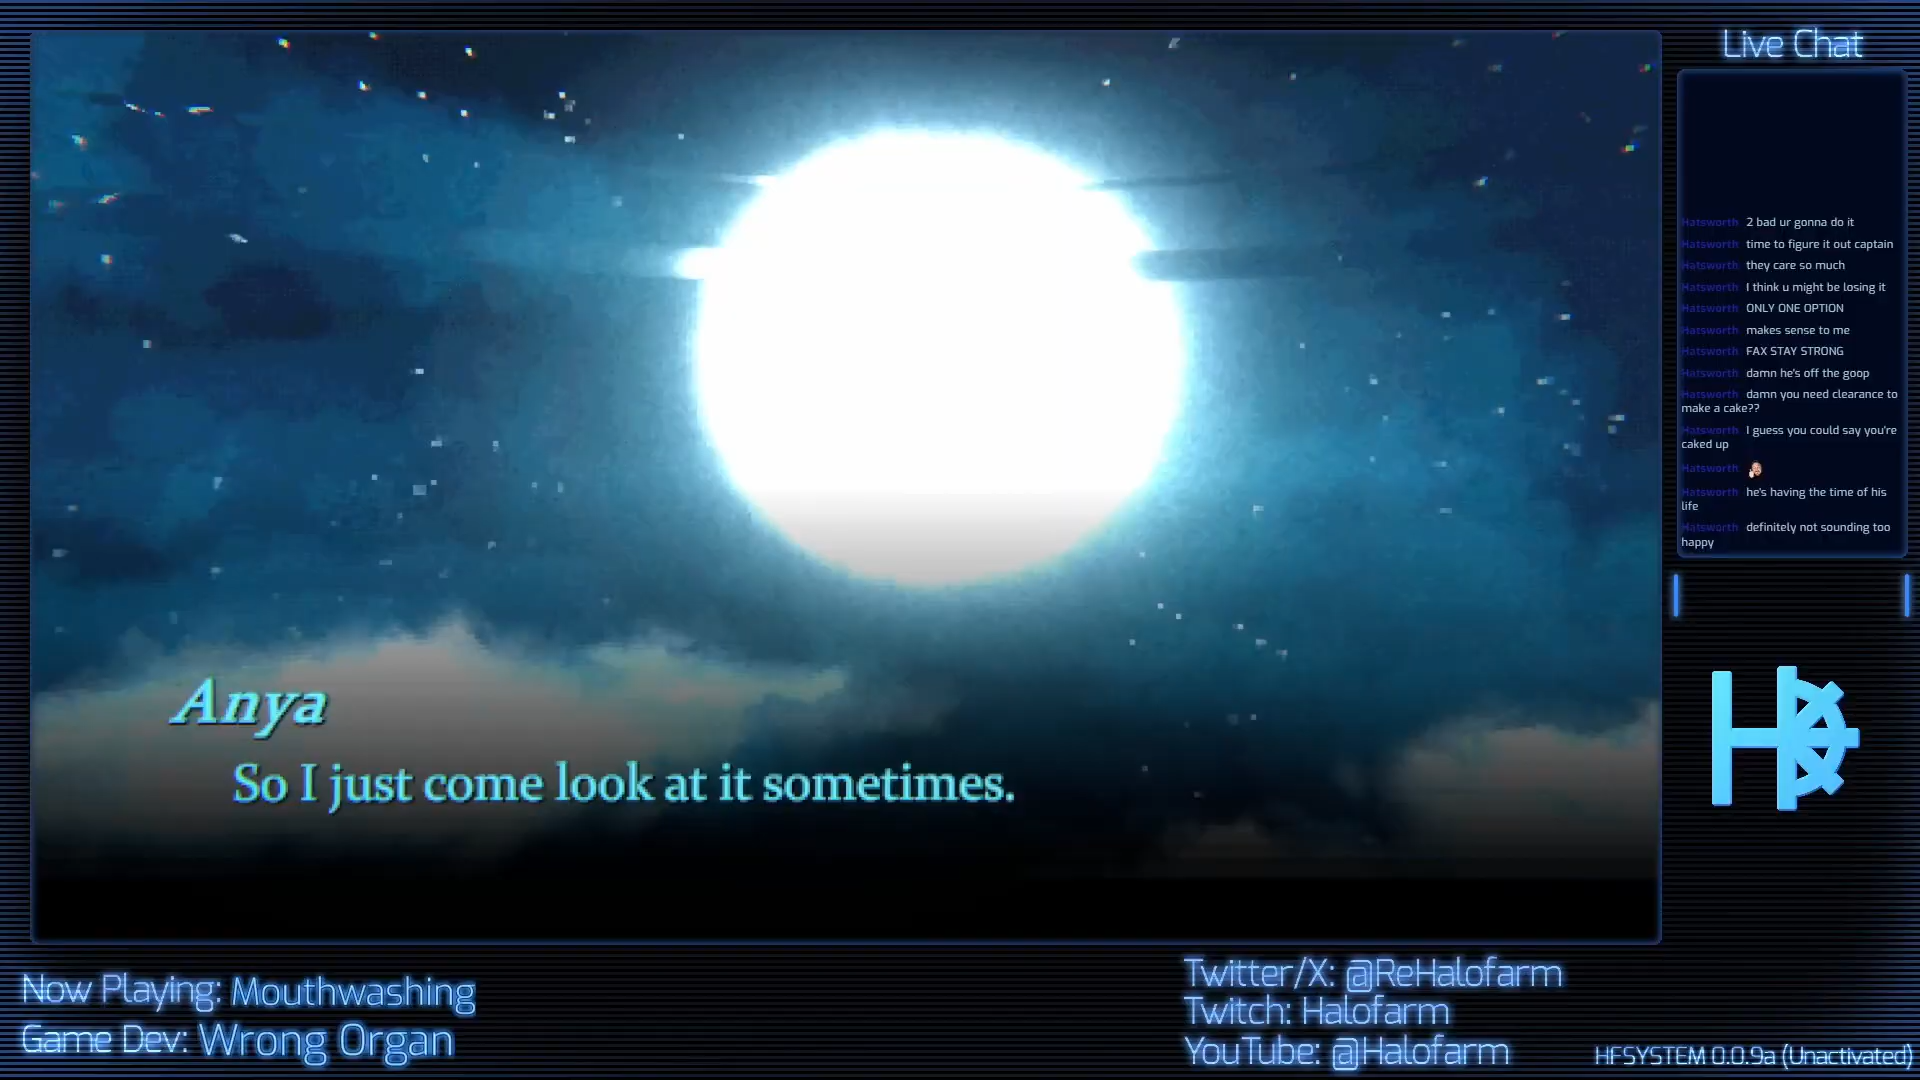 Live Chat
Hatsworth 2 bad ur gonna do it
Hatsworth time to figure it out captain
Hatsworth they care so much
Hatsworth I think u might be losing it
Hatsworth ONLY ONE OPTION
Hatsworth makes sense to me
Hatsworth FAX STAY STRONG
Hatsworth damn he's off the goop
Hatsworth damn you need clearance to
make a cake??
Hatsworth I guess you could say you're
caked up
Hatsworth
Hatsworth he's having the time of his
life
Hatsworth definitely not sounding too
happy
Anya
So I just come look at it sometimes.
Now Playing: Mouthwashing
Game Dev: Wrong Organ
Twitter/X: @ReHalofarm
Twitch: Halofarm
YouTube: @Halofarm
HFSYSTEM 0.0.9a (Unactivated)